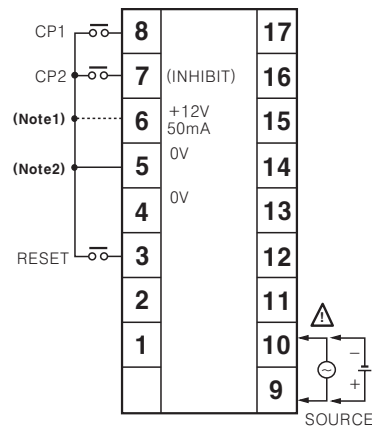 CP1 8 17
CP2 7 (INHIBIT) 16
(Note1) 6 +12V 50mA 15
(Note2) 5 0V 14
4 0V 13
RESET 3 12
2 11
1 10
9
− +
SOURCE